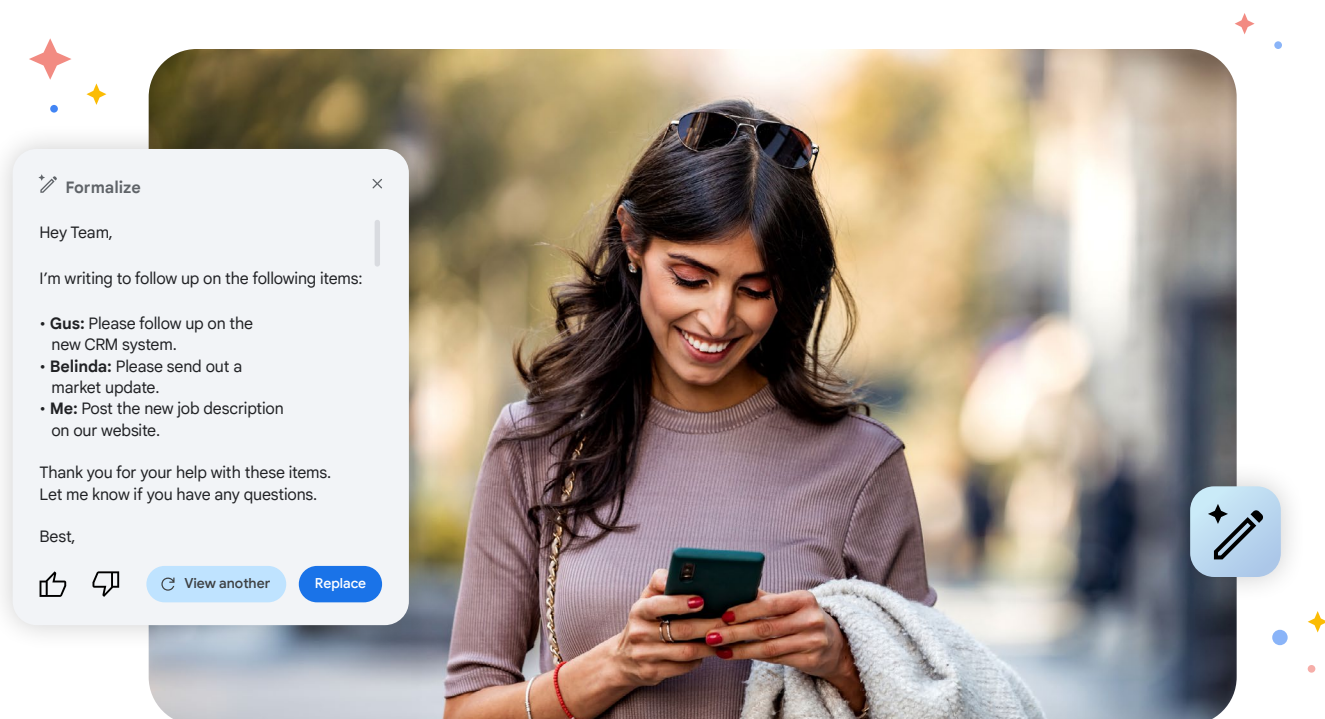 Formalize
Hey Team,
I'm writing to follow up on the following items:
• Gus: Please follow up on the
new CRM system.
• Belinda: Please send out a
market update.
• Me: Post the new job description
on our website.
Thank you for your help with these items.
Let me know if you have any questions.
Best,
View another
Replace